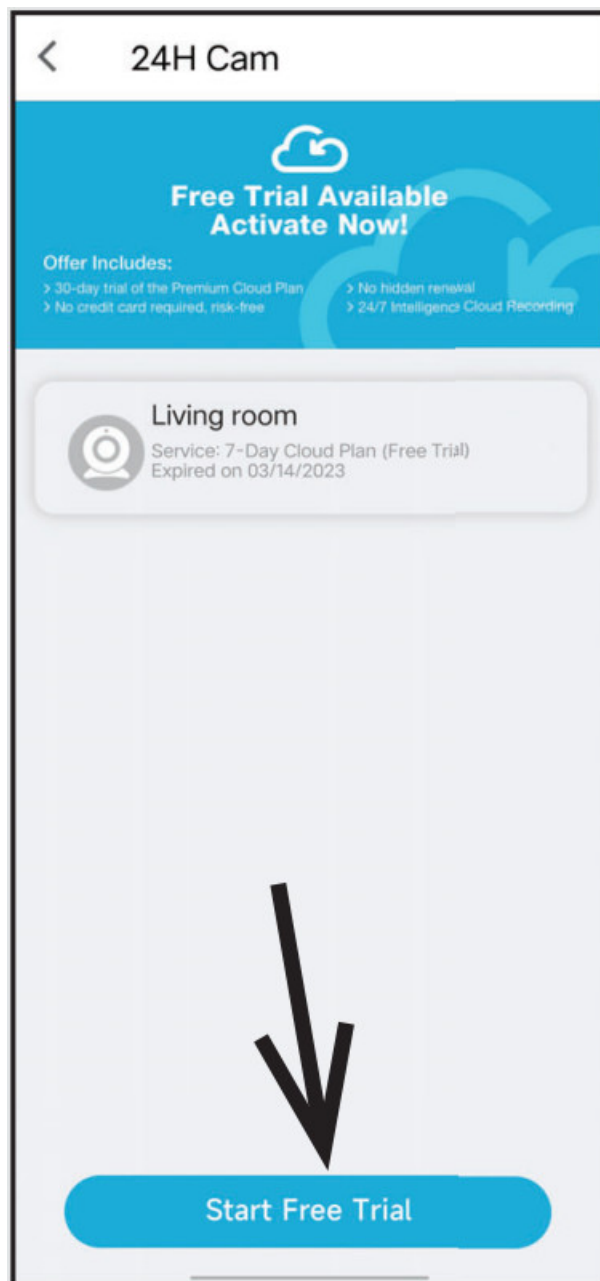 24H Cam
Free Trial Available
Activate Now!
Offer Includes:
> 30-day trial of the Premium Cloud Plan
> No credit card required, risk-free
> No hidden renewal
> 24/7 Intelligence Cloud Recording
Living room
Service: 7-Day Cloud Plan (Free Trial)
Expired on 03/14/2023
Start Free Trial